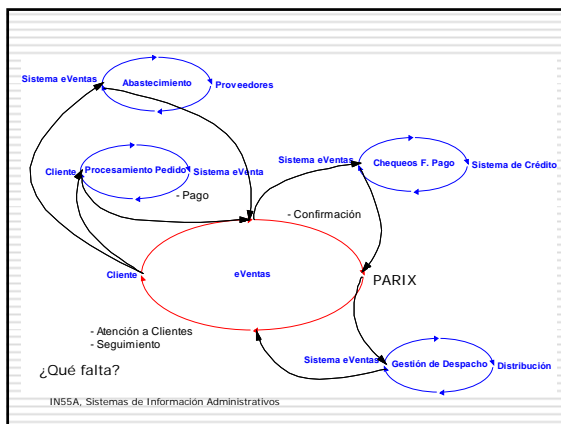 Sistema eVentas
Abastecimiento
Proveedores
Cliente
Procesamiento Pedido
Sistema eVenta
- Pago
Sistema eVentas
Chequeos F. Pago
Sistema de Crédito
- Confirmación
Cliente
eVentas
PARIX
- Atención a Clientes
- Seguimiento
Sistema eVentas
Gestión de Despacho
Distribución
¿Qué falta?
IN55A, Sistemas de Información Administrativos